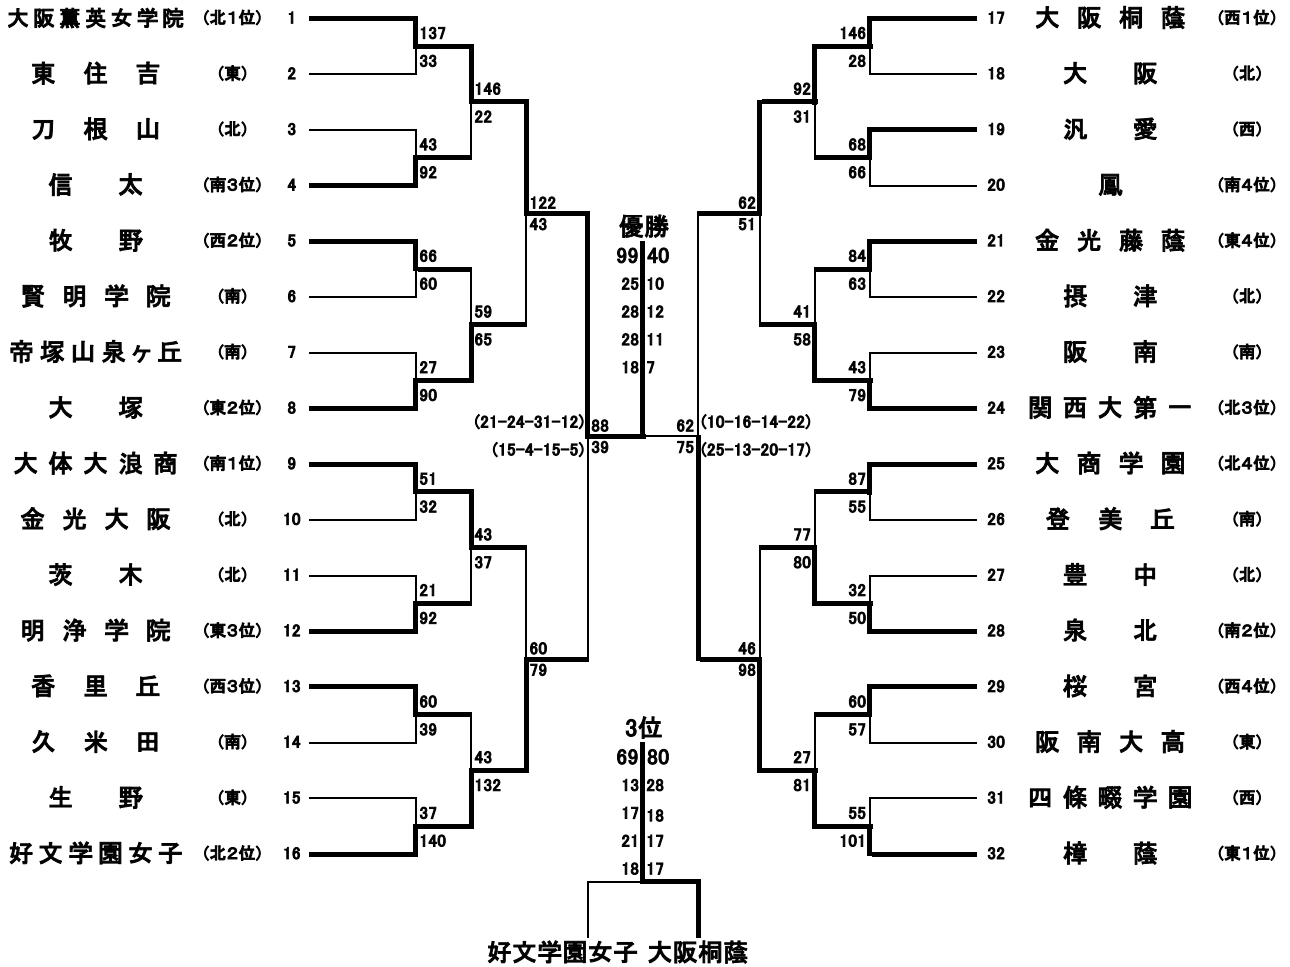 大阪薫英女学院 (北1位) 1
137
33
東住吉 (東) 2
146
22
刀根山 (北) 3
43
92
信太 (南3位) 4
122
43
牧野 (西2位) 5
66
60
賢明学院 (南) 6
59
65
帝塚山泉ヶ丘 (南) 7
27
90
大塚 (東2位) 8
(21-24-31-12) 88
(15-4-15-5) 39
大体大浪商 (南1位) 9
51
32
金光大阪 (北) 10
43
37
茨木 (北) 11
21
92
明浄学院 (東3位) 12
60
79
香里丘 (西3位) 13
60
39
久米田 (南) 14
43
132
生野 (東) 15
37
140
好文学園女子 (北2位) 16
優勝
99 40
25 10
28 12
28 11
18 7
3位
69 80
13 28
17 18
21 17
18 17
好文学園女子 大阪桐蔭
17 大阪桐蔭 (西1位)
146
28
18 大阪 (北)
92
31
19 汎愛 (西)
68
66
20 鳳 (南4位)
62
51
21 金光藤蔭 (東4位)
84
63
22 摂津 (北)
41
58
23 阪南 (南)
43
79
24 関西大第一 (北3位)
62 (10-16-14-22)
75 (25-13-20-17)
25 大商学園 (北4位)
87
55
26 登美丘 (南)
77
80
27 豊中 (北)
32
50
28 泉北 (南2位)
46
98
29 桜宮 (西4位)
60
57
30 阪南大高 (東)
27
81
31 四條畷学園 (西)
55
101
32 樟蔭 (東1位)